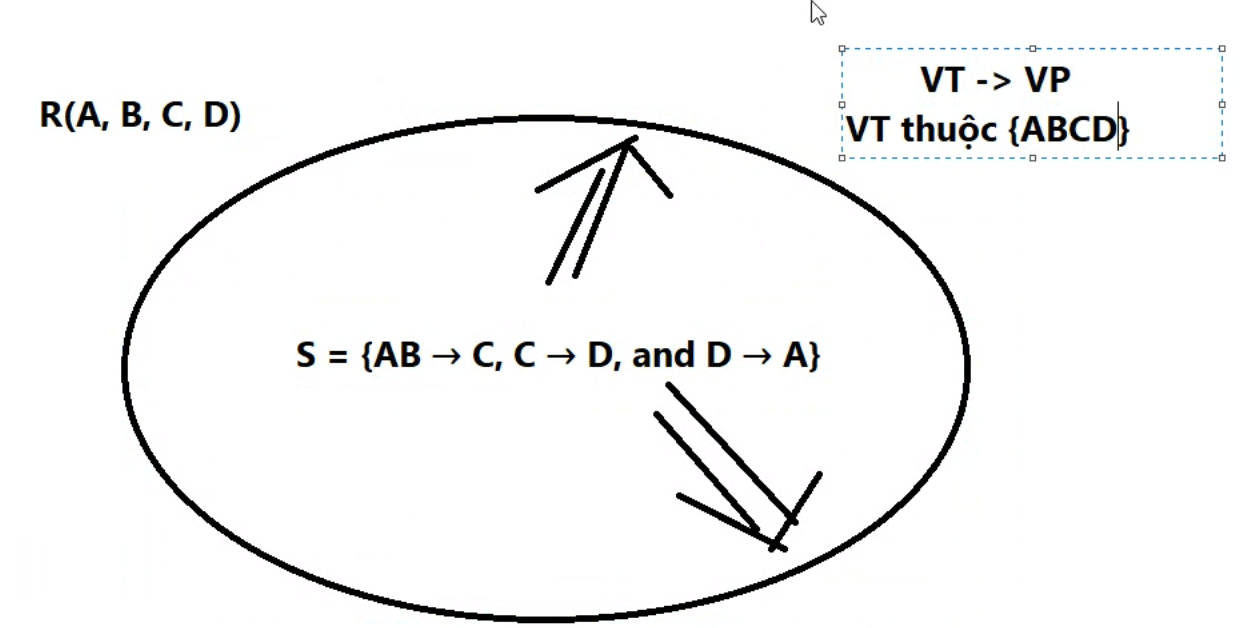 VT -> VP
R(A, B, C, D)
VT thuộc {ABCD}
S = {AB → C, C → D, and D → A}